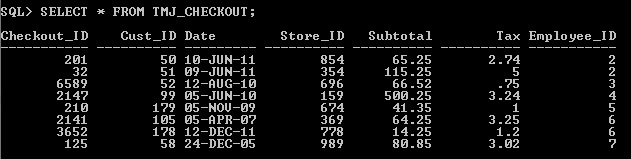 SQL> SELECT * FROM TMJ_CHECKOUT;
Checkout_ID Cust_ID Date Store_ID Subtotal Tax Employee_ID
201 50 10-JUN-11 854 65.25 2.74 2
32 51 09-JUN-11 354 115.25 5 2
6589 52 12-AUG-10 696 66.52 .75 3
2147 99 05-JUN-10 159 500.25 3.24 4
210 179 05-NOV-09 674 41.35 1 5
2141 105 05-APR-07 369 64.25 3.25 6
3652 178 12-DEC-11 778 14.25 1.2 6
125 58 24-DEC-05 989 80.85 3.02 7